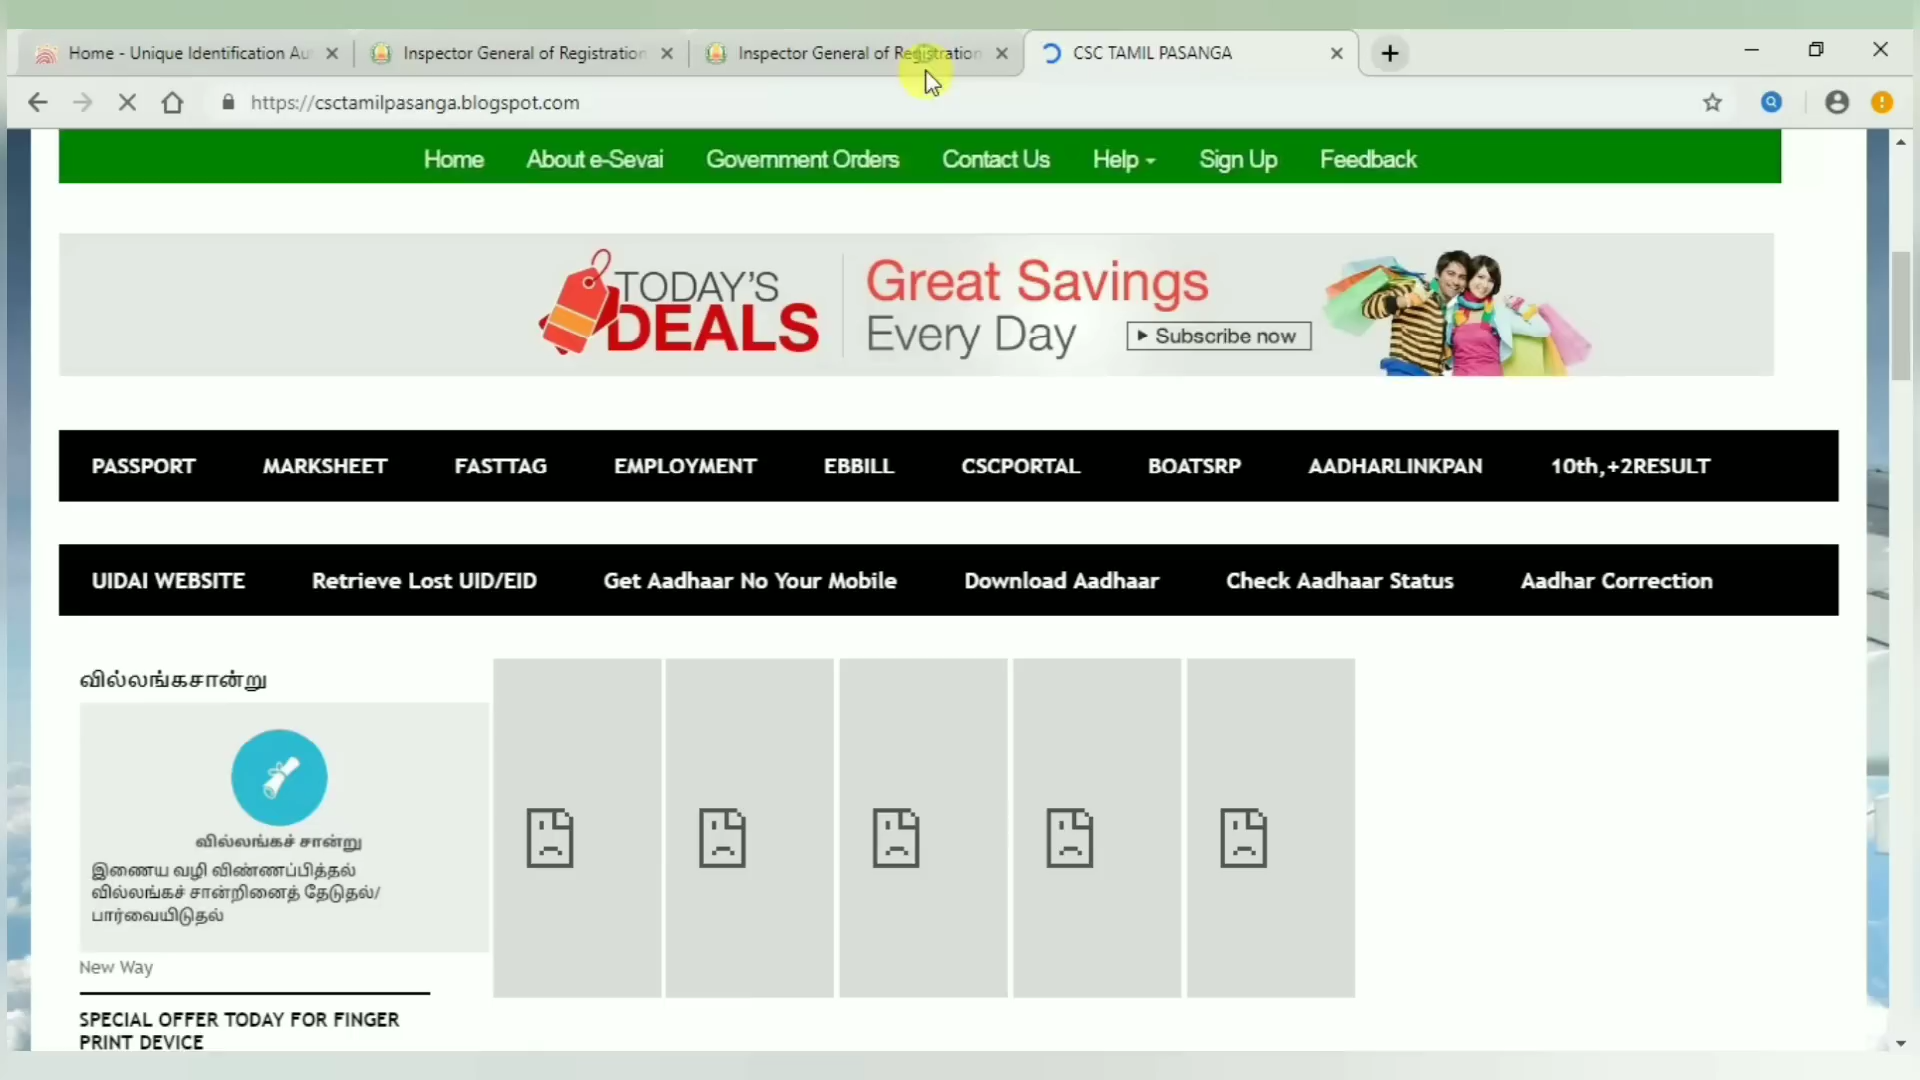 Home - Unique Identification Au
Inspector General of Registration
Inspector General of Registration
CSC TAMIL PASANGA
https://csctamilpasanga.blogspot.com
Home About e-Sevai Government Orders Contact Us Help Sign Up Feedback
TODAY'S
DEALS
Great Savings
Every Day
Subscribe now
PASSPORT MARKSHEET FASTTAG EMPLOYMENT EBBILL CSCPORTAL BOATSRP AADHARLINKPAN 10th,+2RESULT
UIDAI WEBSITE Retrieve Lost UID/EID Get Aadhaar No Your Mobile Download Aadhaar Check Aadhaar Status Aadhar Correction
வில்லங்கசான்று
வில்லங்கச் சான்று
இணைய வழி விண்ணப்பித்தல்
வில்லங்கச் சான்றினைத் தேடுதல்/
பார்வையிடுதல்
New Way
SPECIAL OFFER TODAY FOR FINGER
PRINT DEVICE